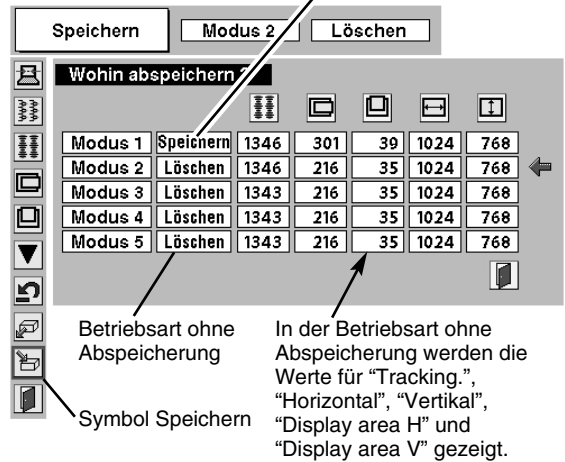 Speichern Modus 2 Löschen
Wohin abspeichern ?
Modus 1 Speichern 1346 301 39 1024 768
Modus 2 Löschen 1346 216 35 1024 768
Modus 3 Löschen 1343 216 35 1024 768
Modus 4 Löschen 1343 216 35 1024 768
Modus 5 Löschen 1343 216 35 1024 768
Betriebsart ohne
Abspeicherung
Symbol Speichern
In der Betriebsart ohne
Abspeicherung werden die
Werte für “Tracking.”,
“Horizontal”, “Vertikal”,
“Display area H” und
“Display area V” gezeigt.